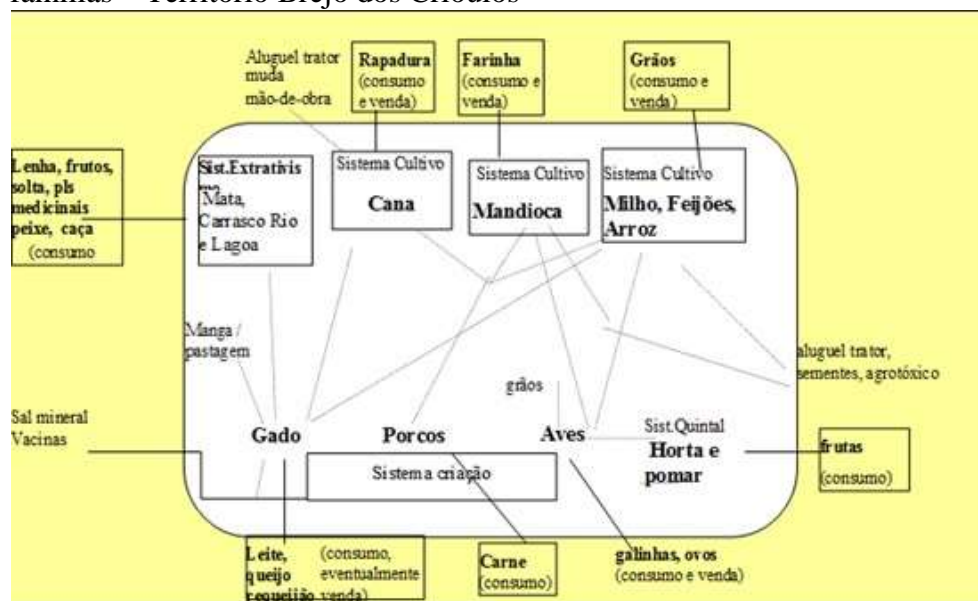 famílias – Território Brejo dos Crioulos
Aluguel trator
muda
mão-de-obra
Rapadura
(consumo
e venda)
Farinha
(consumo e
venda)
Grãos
(consumo e
venda)
Lenha, frutos,
solta, pls
medicinais
peixe, caça
(consumo
Sist.Extrativis
Mata,
Carrasco Rio
e Lagoa
Sistema Cultivo
Cana
Sistema Cultivo
Mandioca
Sistema Cultivo
Milho, Feijões,
Arroz
Manga /
pastagem
grãos
aluguel trator,
sementes, agrotóxico
Sal mineral
Vacinas
Gado
Porcos
Aves
Sist.Quintal
Horta e
pomar
Sistema criação
frutas
(consumo)
Leite,
queijo
requeijão
(consumo,
eventualmente
venda)
Carne
(consumo)
galinhas, ovos
(consumo e venda)